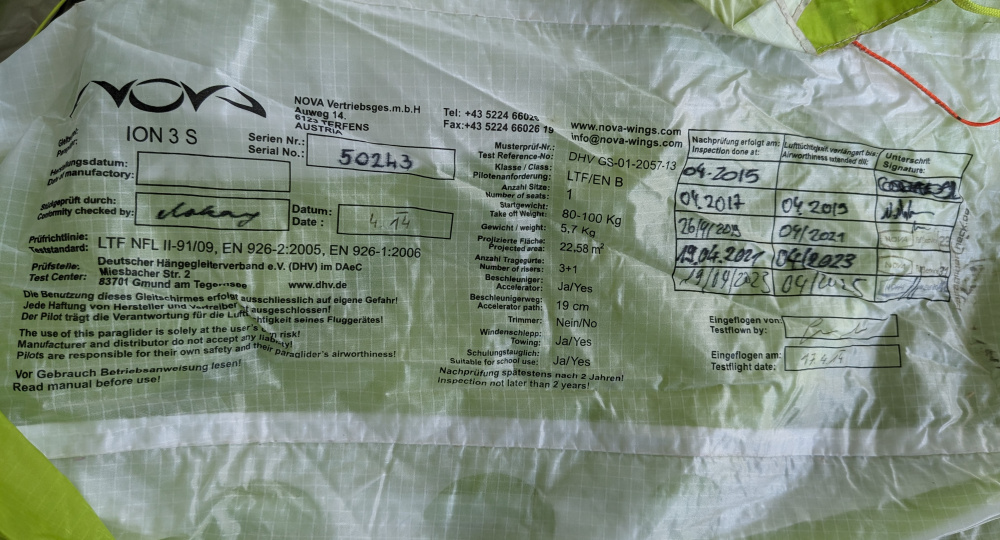 NOVA
ION 3 S
NOVA Vertriebsges.m.b.H
Auweg 14.
6123 TERFENS
AUSTRIA
Tel: +43 5224 66026
Fax:+43 5224 66026 19
www.nova-wings.com
info@nova-wings.com
Serien Nr.:
Serial No.: 50243
Date of manufactory:
Stückgeprüft durch:
Conformity checked by:
Datum:
Date : 4.14
Prüfrichtlinie:
Teststandard: LTF NFL II-91/09, EN 926-2:2005, EN 926-1:2006
Prüfstelle: Deutscher Hängegleiterverband e.V. (DHV) im DAeC
Test Center: Miesbacher Str. 2
83701 Gmund am Tegernsee www.dhv.de
Die Benutzung dieses Gleitschirmes erfolgt ausschliesslich auf eigene Gefahr!
Jede Haftung von Hersteller und Vertreiber ist ausgeschlossen!
Der Pilot trägt die Verantwortung für die Lufttüchtigkeit seines Fluggerätes!
The use of this paraglider is solely at the user's own risk!
Manufacturer and distributor do not accept any liability!
Pilots are responsible for their own safety and their paraglider's airworthiness!
Vor Gebrauch Betriebsanweisung lesen!
Read manual before use!
Musterprüf-Nr.:
Test Reference-No: DHV GS-01-2057-13
Klasse / Class:
Pilotenanforderung: LTF/EN B
Anzahl Sitze:
Number of seats: 1
Startgewicht:
Take off Weight: 80-100 Kg
Gewicht / weight: 5,7 Kg
Projizierte Fläche:
Projected area: 22,58 m²
Anzahl Tragegurte:
Number of risers: 3+1
Beschleuniger:
Accelerator: Ja/Yes
Beschleunigerweg:
Accelerator path: 19 cm
Trimmer: Nein/No
Windenschlepp:
Towing: Ja/Yes
Schulungstauglich:
Suitable for school use: Ja/Yes
Nachprüfung spätestens nach 2 Jahren!
Inspection not later than 2 years!
Nachprüfung erfolgt am: Lufttüchtigkeit verlängert bis: Unterschrift
Inspection done at: Airworthiness extended till: Signature:
04.2015
04.2017 04.2019
26/4/2019 04/2021
19.04.2021 04/2023
19/04/2023 04/2025
Eingeflogen von:
Testflown by:
Eingeflogen am:
Testflight date: